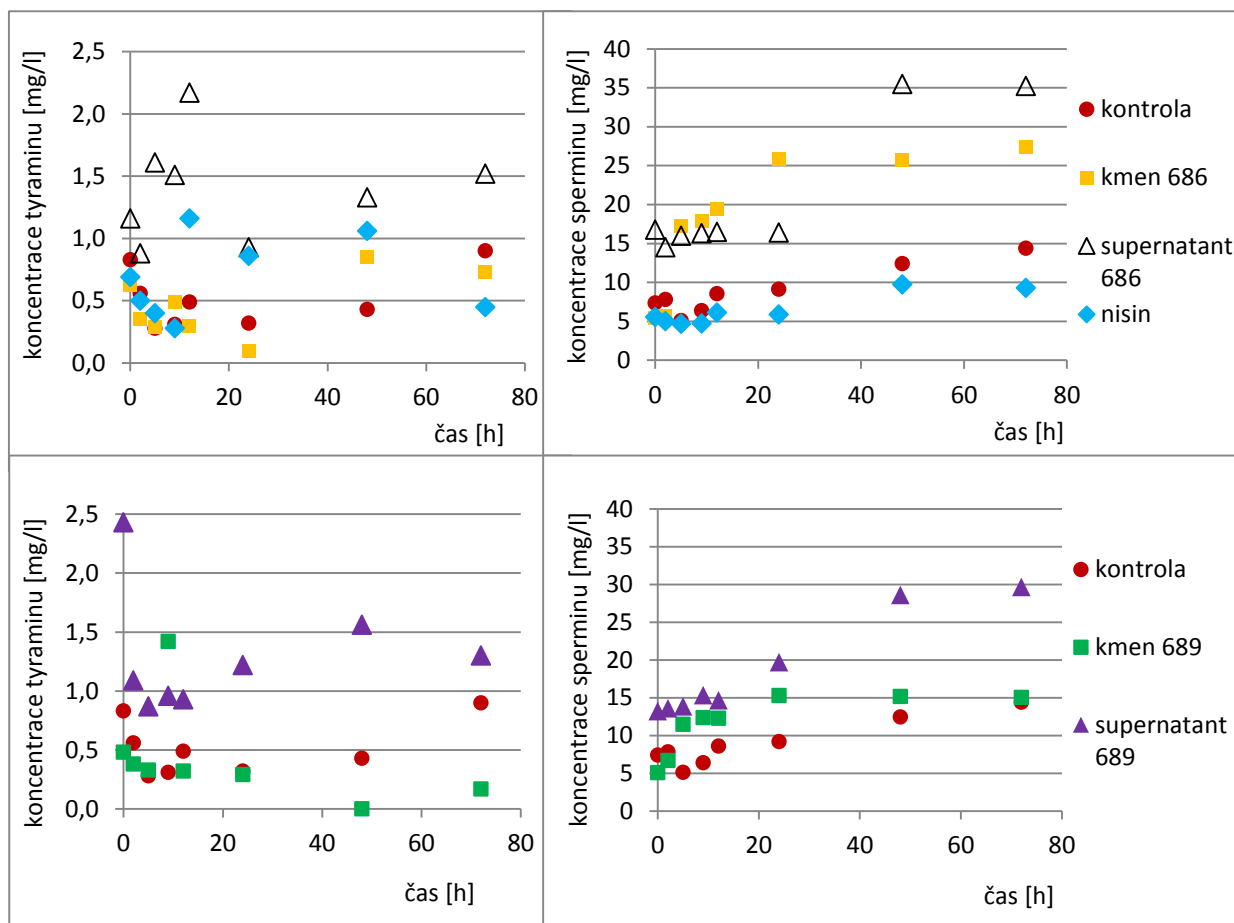 koncentrace tyraminu [mg/l]
2,5
2,0
1,5
1,0
0,5
0,0
0 20 40 60 80
čas [h]
koncentrace sperminu [mg/l]
40
35
30
25
20
15
10
5
0
0 20 40 60 80
čas [h]
kontrola
kmen 686
supernatant
686
nisin
koncentrace tyraminu [mg/l]
2,5
2,0
1,5
1,0
0,5
0,0
0 20 40 60 80
čas [h]
koncentrace sperminu [mg/l]
40
35
30
25
20
15
10
5
0
0 20 40 60 80
čas [h]
kontrola
kmen 689
supernatant
689